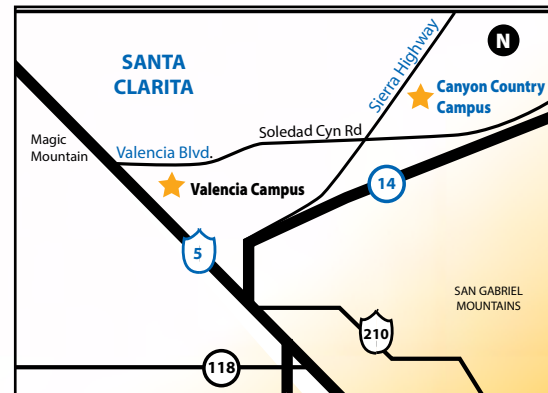 N
SANTA
CLARITA
Sierra Highway
Canyon Country
Campus
Soledad Cyn Rd
Magic
Mountain
Valencia Blvd.
Valencia Campus
14
5
SAN GABRIEL
MOUNTAINS
210
118